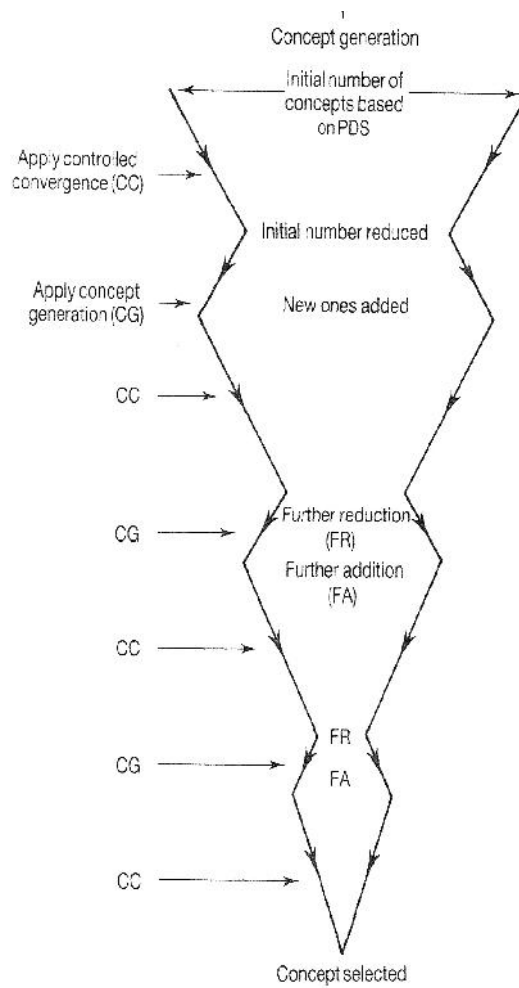 Concept generation
Initial number of
concepts based
on PDS
Apply controlled
convergence (CC)
Initial number reduced
Apply concept
generation (CG)
New ones added
CC
Further reduction
(FR)
CG
Further addition
(FA)
CC
FR
CG
FA
CC
Concept selected